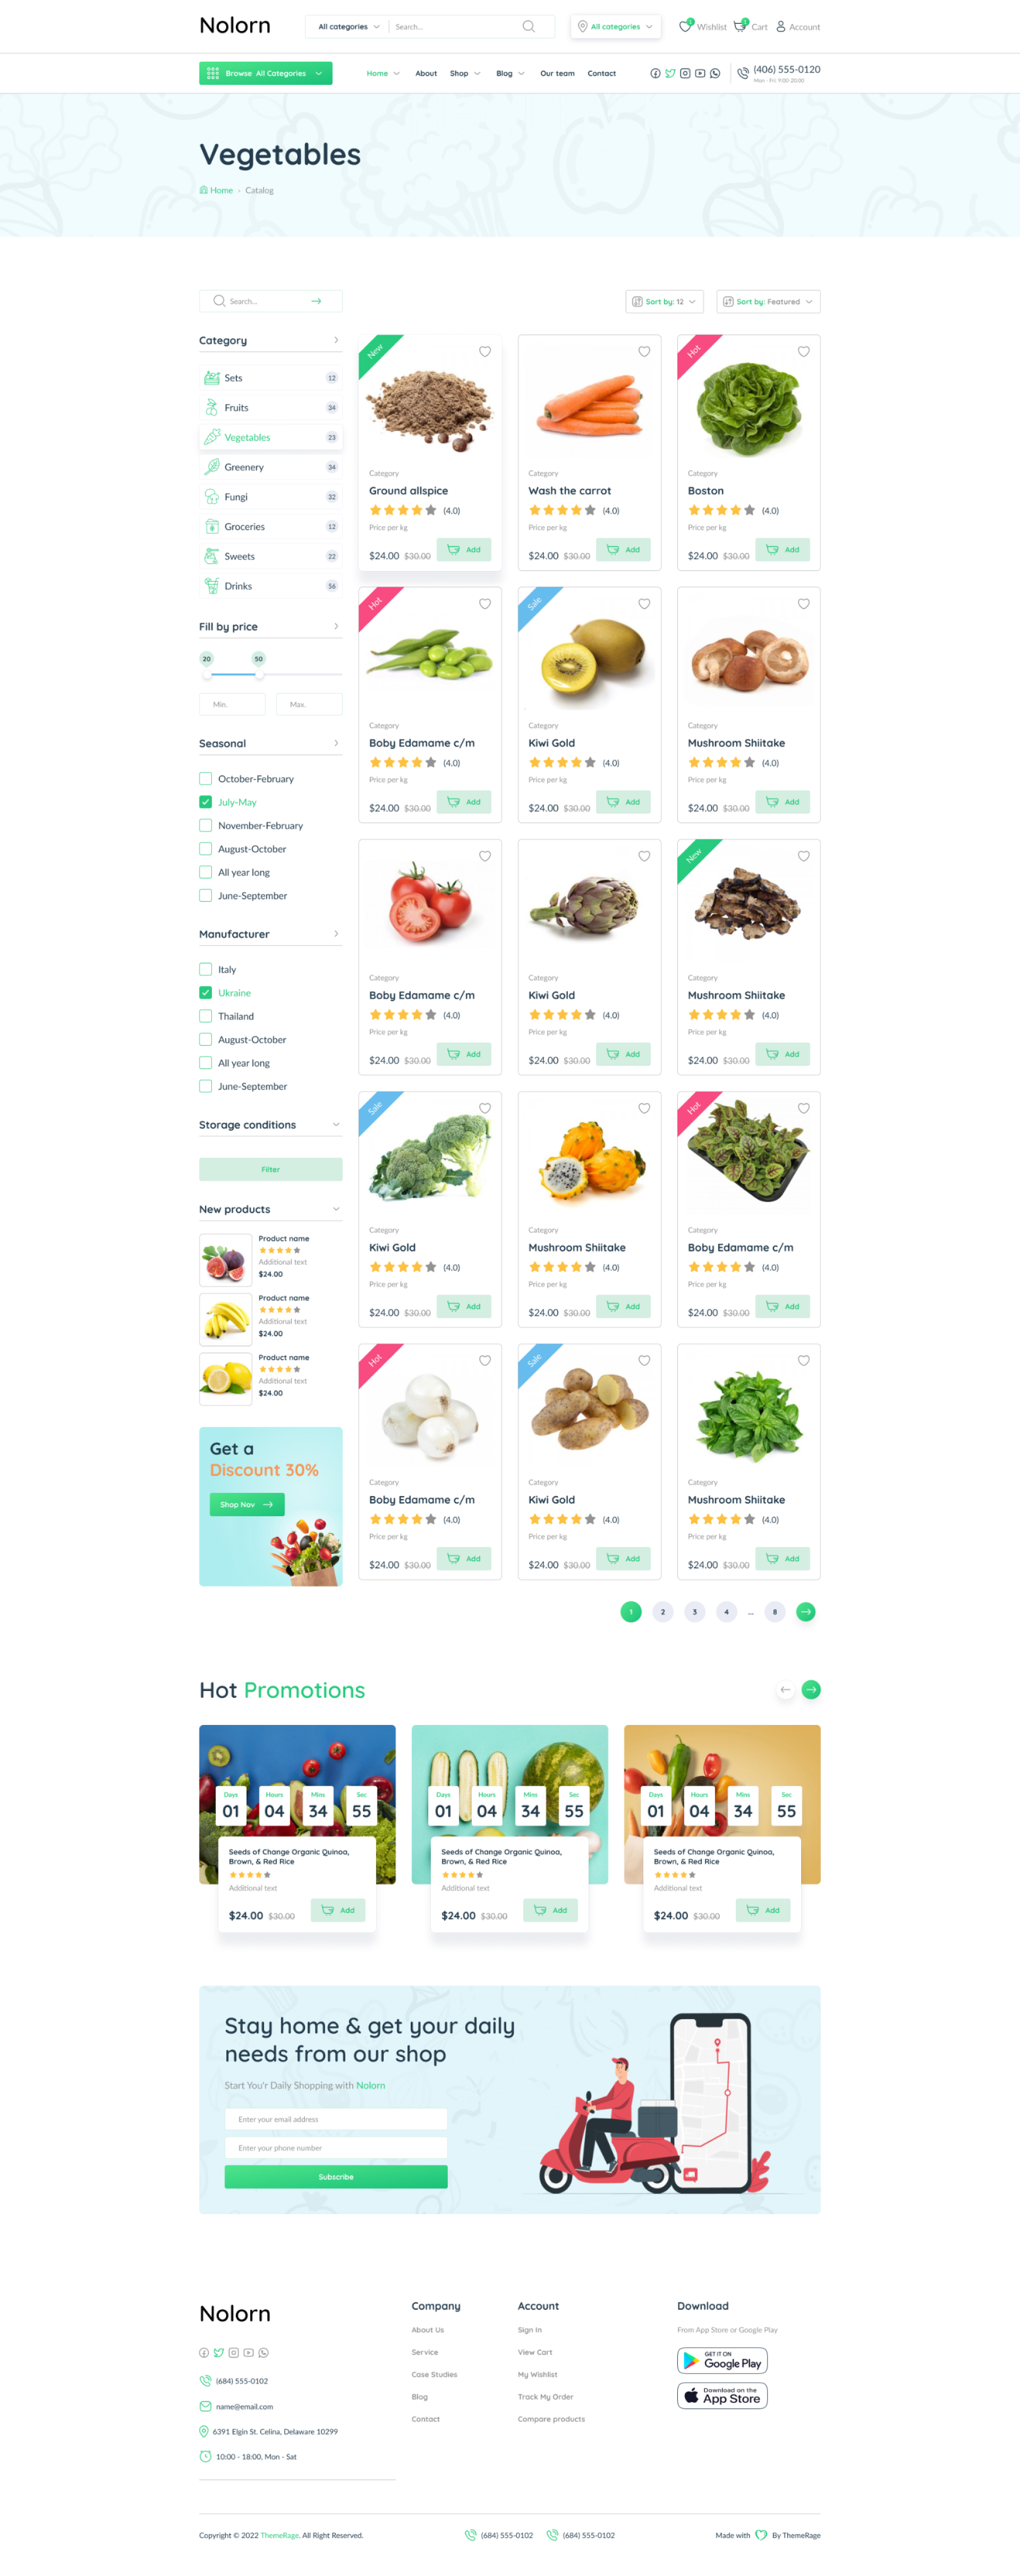 Nolorn
All categories
Search...
All categories
1
Wishlist
1
Cart
Account
Browse All Categories
Home
About
Shop
Blog
Our team
Contact
(406) 555-0120
Mon - Fri: 9:00-20:00
Vegetables
Home › Catalog
Search...
Sort by: 12
Sort by: Featured
Category
Sets 12
Fruits 34
Vegetables 23
Greenery 34
Fungi 32
Groceries 12
Sweets 22
Drinks 56
Fill by price
20 50
Min. Max.
Seasonal
October-February
July-May
November-February
August-October
All year long
June-September
Manufacturer
Italy
Ukraine
Thailand
August-October
All year long
June-September
Storage conditions
Filter
New products
Product name
Additional text
$24.00
Product name
Additional text
$24.00
Product name
Additional text
$24.00
Get a
Discount 30%
Shop Nov
New
Category
Ground allspice
(4.0)
Price per kg
$24.00 $30.00 Add
Category
Wash the carrot
(4.0)
Price per kg
$24.00 $30.00 Add
Hot
Category
Boston
(4.0)
Price per kg
$24.00 $30.00 Add
Hot
Category
Boby Edamame c/m
(4.0)
Price per kg
$24.00 $30.00 Add
Sale
Category
Kiwi Gold
(4.0)
Price per kg
$24.00 $30.00 Add
Category
Mushroom Shiitake
(4.0)
Price per kg
$24.00 $30.00 Add
Category
Boby Edamame c/m
(4.0)
Price per kg
$24.00 $30.00 Add
Category
Kiwi Gold
(4.0)
Price per kg
$24.00 $30.00 Add
New
Category
Mushroom Shiitake
(4.0)
Price per kg
$24.00 $30.00 Add
Sale
Category
Kiwi Gold
(4.0)
Price per kg
$24.00 $30.00 Add
Category
Mushroom Shiitake
(4.0)
Price per kg
$24.00 $30.00 Add
Hot
Category
Boby Edamame c/m
(4.0)
Price per kg
$24.00 $30.00 Add
Hot
Category
Boby Edamame c/m
(4.0)
Price per kg
$24.00 $30.00 Add
Sale
Category
Kiwi Gold
(4.0)
Price per kg
$24.00 $30.00 Add
Category
Mushroom Shiitake
(4.0)
Price per kg
$24.00 $30.00 Add
1 2 3 4 ... 8
Hot Promotions
Days Hours Mins Sec
01 04 34 55
Seeds of Change Organic Quinoa,
Brown, & Red Rice
Additional text
$24.00 $30.00 Add
Days Hours Mins Sec
01 04 34 55
Seeds of Change Organic Quinoa,
Brown, & Red Rice
Additional text
$24.00 $30.00 Add
Days Hours Mins Sec
01 04 34 55
Seeds of Change Organic Quinoa,
Brown, & Red Rice
Additional text
$24.00 $30.00 Add
Stay home & get your daily
needs from our shop
Start You'r Daily Shopping with Nolorn
Enter your email address
Enter your phone number
Subscribe
Nolorn
(684) 555-0102
name@email.com
6391 Elgin St. Celina, Delaware 10299
10:00 - 18:00, Mon - Sat
Company
About Us
Service
Case Studies
Blog
Contact
Account
Sign In
View Cart
My Wishlist
Track My Order
Compare products
Download
From App Store or Google Play
GET IT ON
Google Play
Download on the
App Store
Copyright © 2022 ThemeRage. All Right Reserved.
(684) 555-0102
(684) 555-0102
Made with By ThemeRage